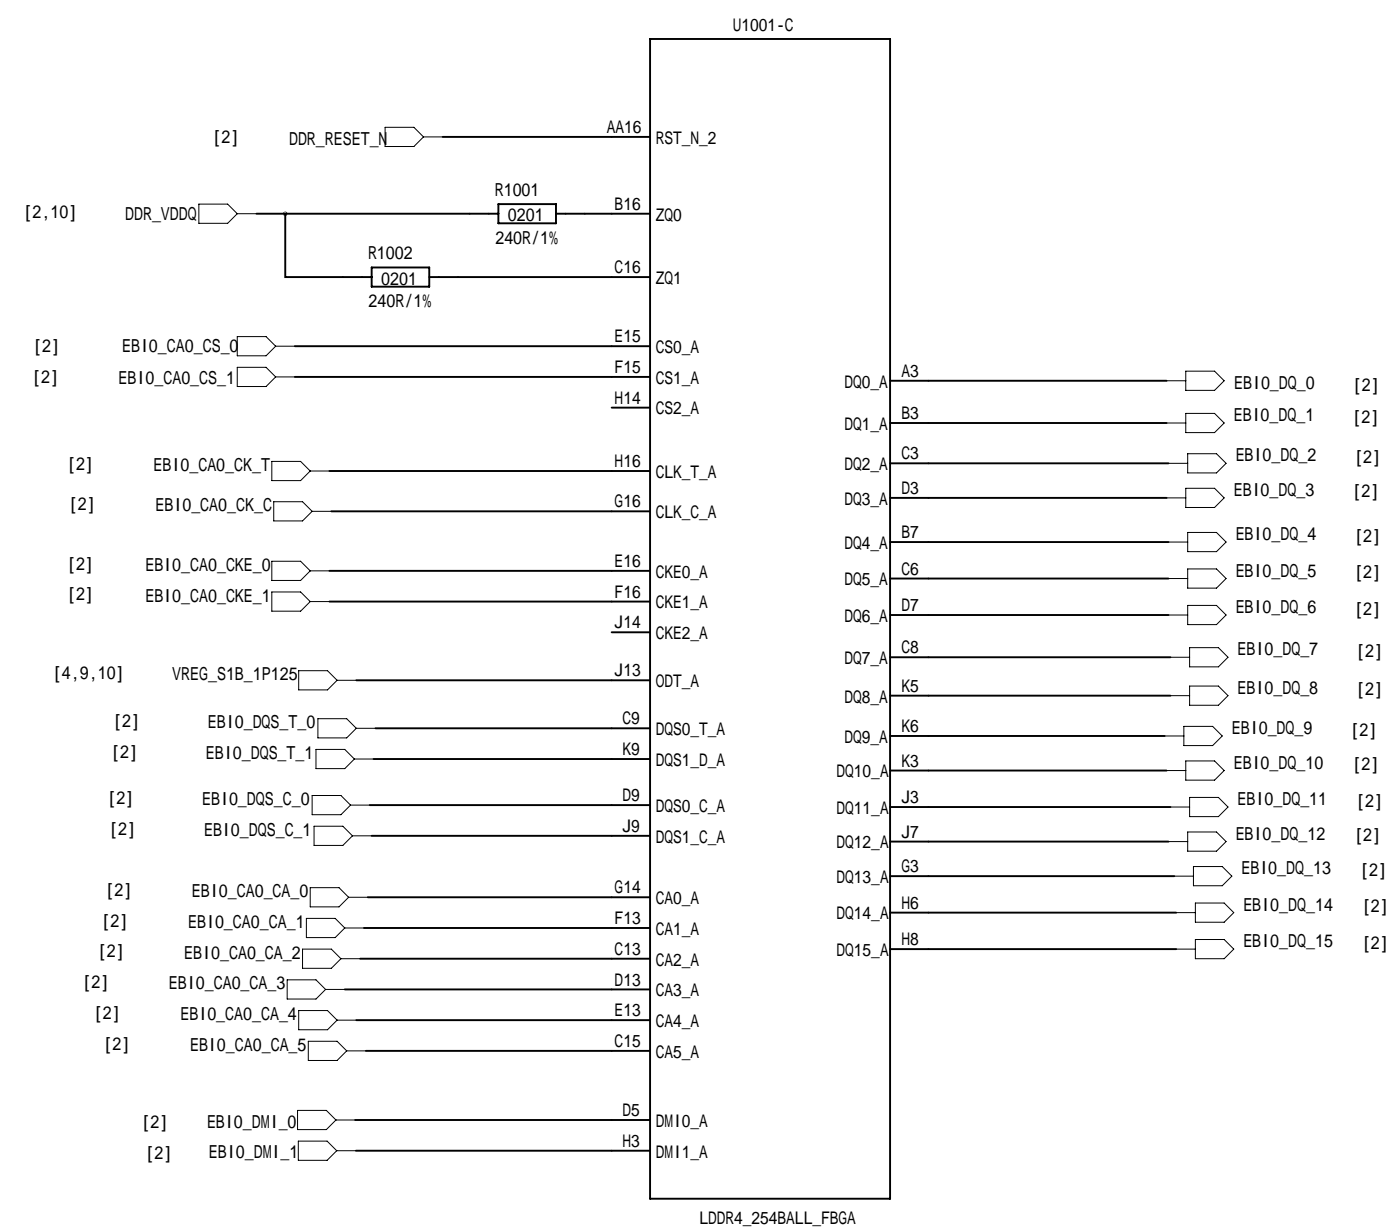 U1001-C
[2] DDR_RESET_N AA16 RST_N_2
R1001
[2,10] DDR_VDDQ 0201 B16 ZQ0
240R/1%
R1002
0201 C16 ZQ1
240R/1%
[2] EBI0_CA0_CS_0 E15 CS0_A
[2] EBI0_CA0_CS_1 F15 CS1_A
H14 CS2_A
[2] EBI0_CA0_CK_T H16 CLK_T_A
[2] EBI0_CA0_CK_C G16 CLK_C_A
[2] EBI0_CA0_CKE_0 E16 CKE0_A
[2] EBI0_CA0_CKE_1 F16 CKE1_A
J14 CKE2_A
[4,9,10] VREG_S1B_1P125 J13 ODT_A
[2] EBI0_DQS_T_0 C9 DQS0_T_A
[2] EBI0_DQS_T_1 K9 DQS1_D_A
[2] EBI0_DQS_C_0 D9 DQS0_C_A
[2] EBI0_DQS_C_1 J9 DQS1_C_A
[2] EBI0_CA0_CA_0 G14 CA0_A
[2] EBI0_CA0_CA_1 F13 CA1_A
[2] EBI0_CA0_CA_2 C13 CA2_A
[2] EBI0_CA0_CA_3 D13 CA3_A
[2] EBI0_CA0_CA_4 E13 CA4_A
[2] EBI0_CA0_CA_5 C15 CA5_A
[2] EBI0_DMI_0 D5 DMI0_A
[2] EBI0_DMI_1 H3 DMI1_A
DQ0_A A3 EBI0_DQ_0 [2]
DQ1_A B3 EBI0_DQ_1 [2]
DQ2_A C3 EBI0_DQ_2 [2]
DQ3_A D3 EBI0_DQ_3 [2]
DQ4_A B7 EBI0_DQ_4 [2]
DQ5_A C6 EBI0_DQ_5 [2]
DQ6_A D7 EBI0_DQ_6 [2]
DQ7_A C8 EBI0_DQ_7 [2]
DQ8_A K5 EBI0_DQ_8 [2]
DQ9_A K6 EBI0_DQ_9 [2]
DQ10_A K3 EBI0_DQ_10 [2]
DQ11_A J3 EBI0_DQ_11 [2]
DQ12_A J7 EBI0_DQ_12 [2]
DQ13_A G3 EBI0_DQ_13 [2]
DQ14_A H6 EBI0_DQ_14 [2]
DQ15_A H8 EBI0_DQ_15 [2]
LDDR4_254BALL_FBGA